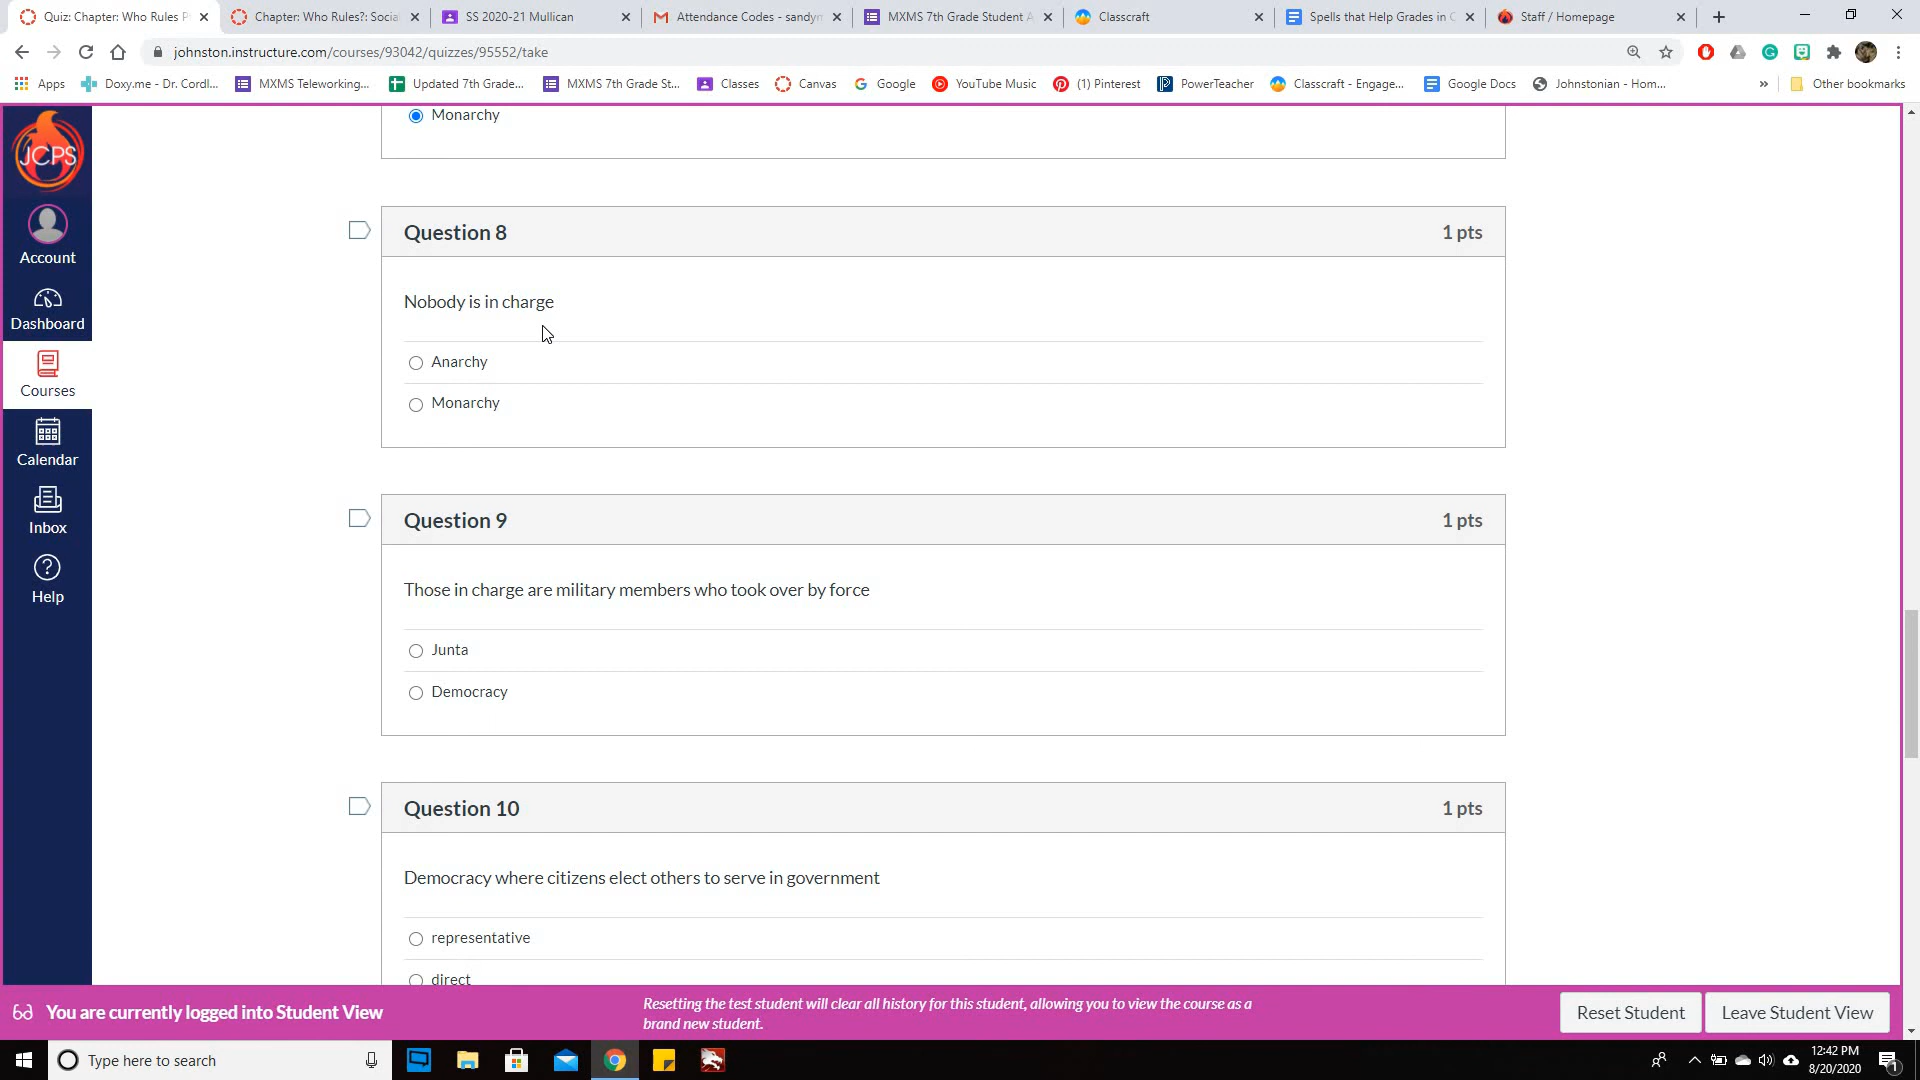 Quiz: Chapter: Who Rules P
Chapter: Who Rules?: Social
SS 2020-21 Mullican
Attendance Codes - sandyn
MXMS 7th Grade Student A
Classcraft
Spells that Help Grades in C
Staff / Homepage
johnston.instructure.com/courses/93042/quizzes/95552/take
Apps
Doxy.me - Dr. Cordl...
MXMS Teleworking...
Updated 7th Grade...
MXMS 7th Grade St...
Classes
Canvas
Google
YouTube Music
(1) Pinterest
PowerTeacher
Classcraft - Engage...
Google Docs
Johnstonian - Hom...
»
Other bookmarks
JCPS
Account
Dashboard
Courses
Calendar
Inbox
Help
Monarchy
Question 8
1 pts
Nobody is in charge
Anarchy
Monarchy
Question 9
1 pts
Those in charge are military members who took over by force
Junta
Democracy
Question 10
1 pts
Democracy where citizens elect others to serve in government
representative
direct
You are currently logged into Student View
Resetting the test student will clear all history for this student, allowing you to view the course as a
brand new student.
Reset Student
Leave Student View
Type here to search
12:42 PM
8/20/2020
1